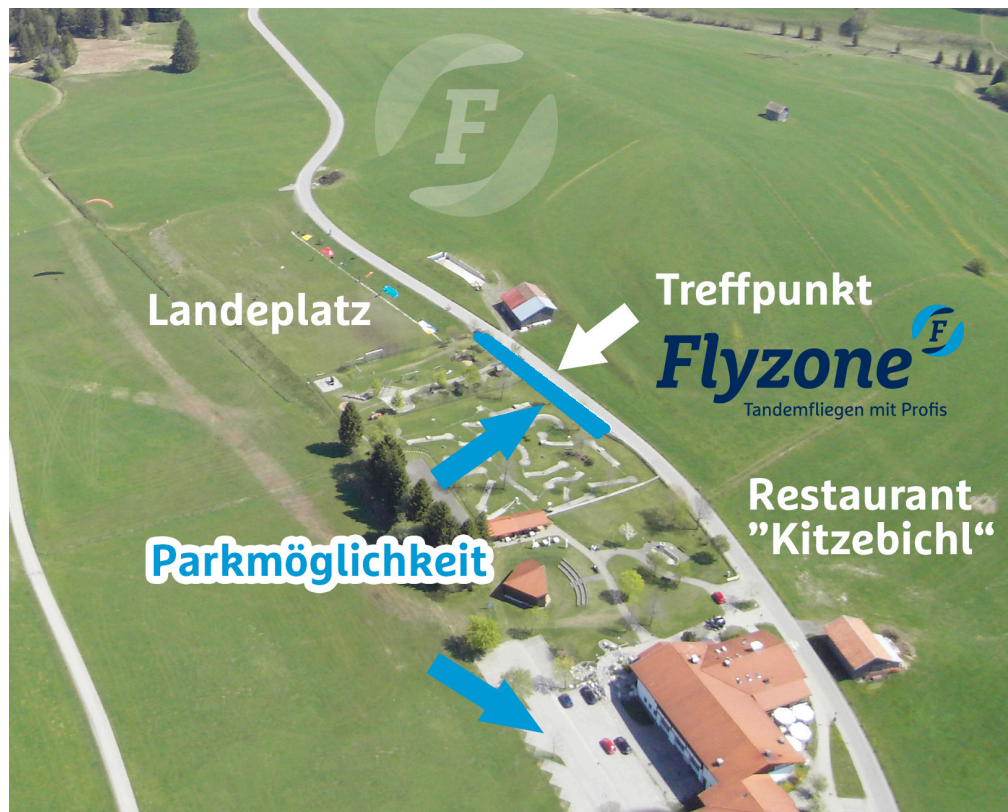 F
Landeplatz
Treffpunkt
Flyzone F
Tandemfliegen mit Profis
Restaurant
”Kitzebichl“
Parkmöglichkeit